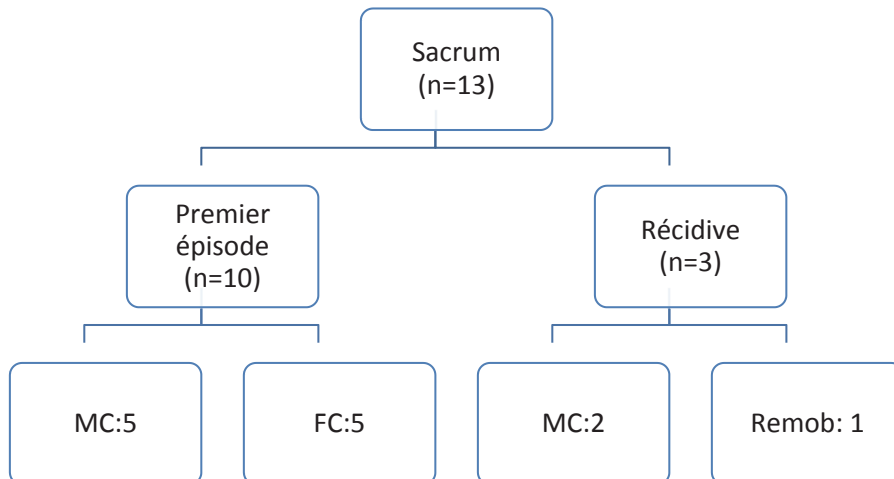 Sacrum
(n=13)
Premier
épisode
(n=10)
Récidive
(n=3)
MC:5
FC:5
MC:2
Remob: 1